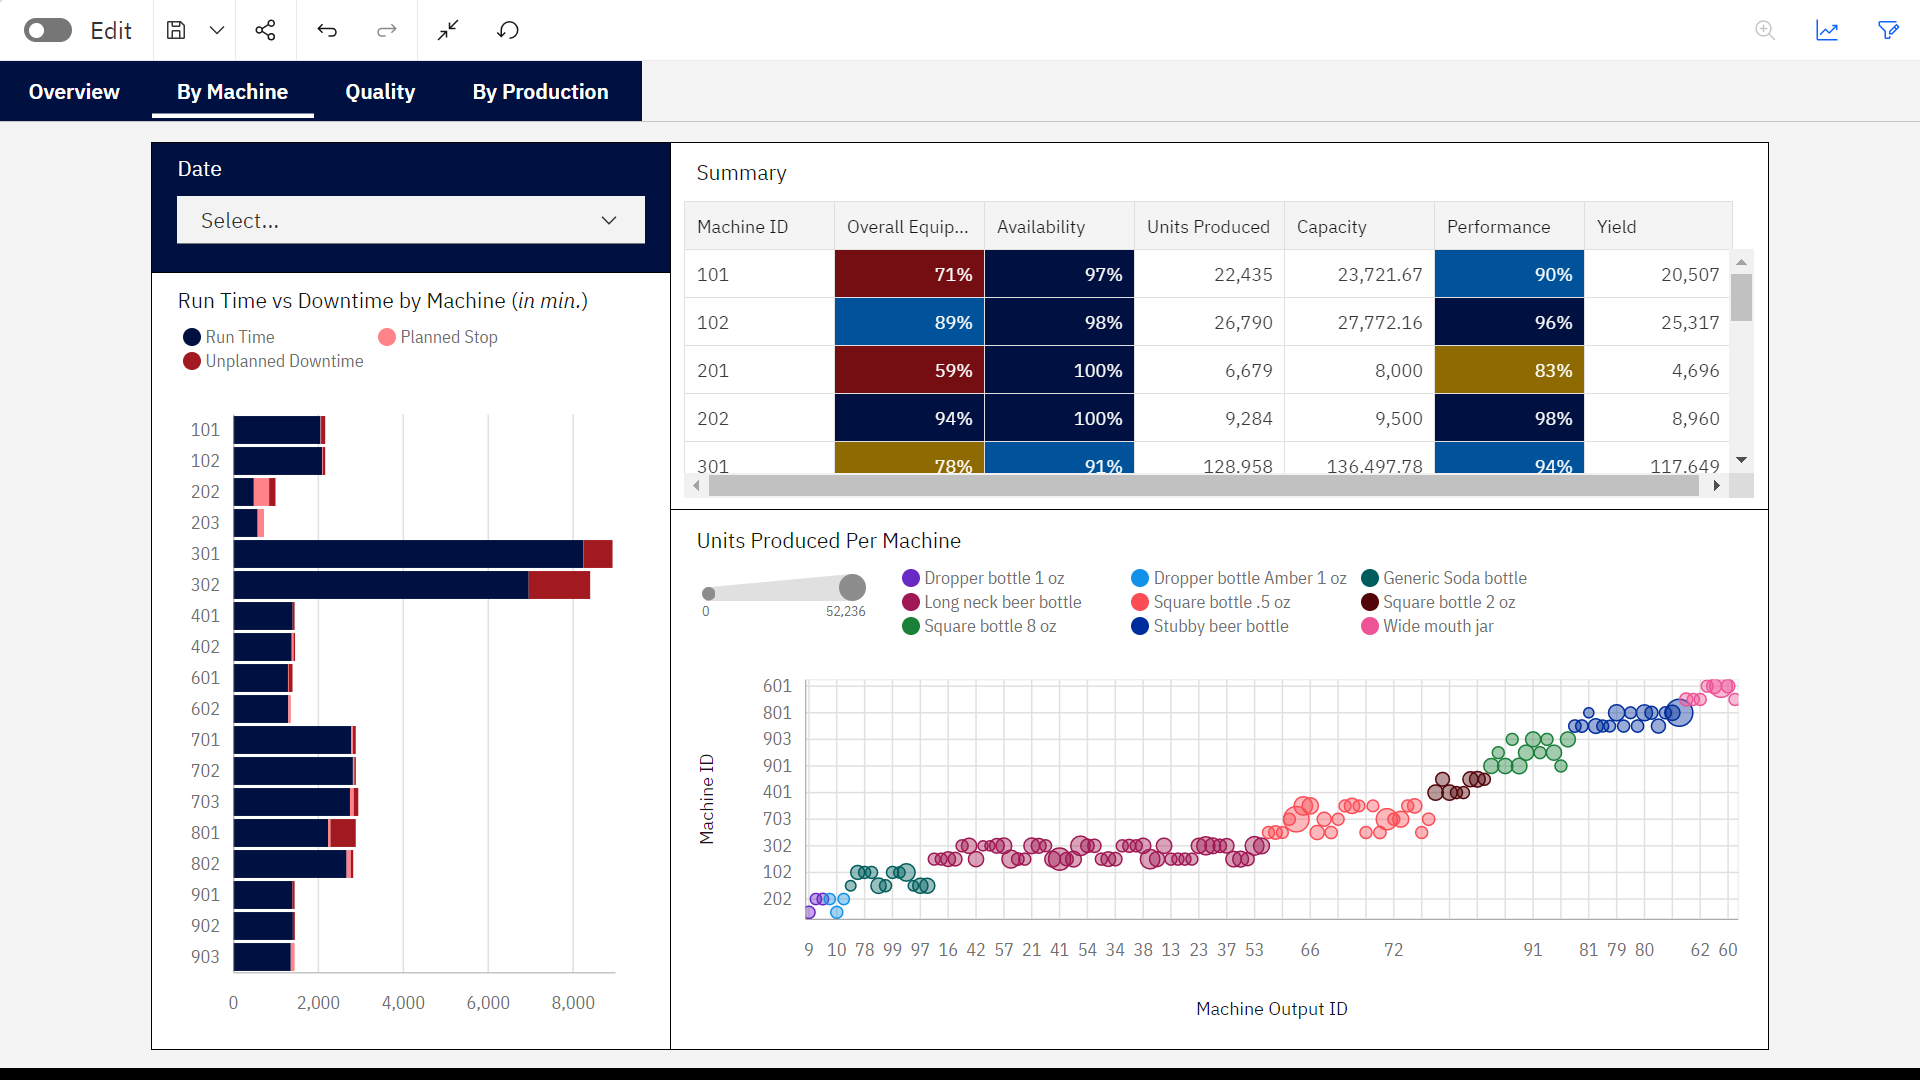 Edit
Overview By Machine Quality By Production
Date
Select...
Run Time vs Downtime by Machine (in min.)
Run Time Planned Stop
Unplanned Downtime
101
102
202
203
301
302
401
402
601
602
701
702
703
801
802
901
902
903
0 2,000 4,000 6,000 8,000
Summary
Machine ID Overall Equip... Availability Units Produced Capacity Performance Yield
101 71% 97% 22,435 23,721.67 90% 20,507
102 89% 98% 26,790 27,772.16 96% 25,317
201 59% 100% 6,679 8,000 83% 4,696
202 94% 100% 9,284 9,500 98% 8,960
301 78% 91% 128,958 136,497.78 94% 117,649
Units Produced Per Machine
0 52,236
Dropper bottle 1 oz Dropper bottle Amber 1 oz Generic Soda bottle
Long neck beer bottle Square bottle .5 oz Square bottle 2 oz
Square bottle 8 oz Stubby beer bottle Wide mouth jar
Machine ID
601
801
903
901
401
703
302
102
202
9 10 78 99 97 16 42 57 21 41 54 34 38 13 23 37 53 66 72 91 81 79 80 62 60
Machine Output ID